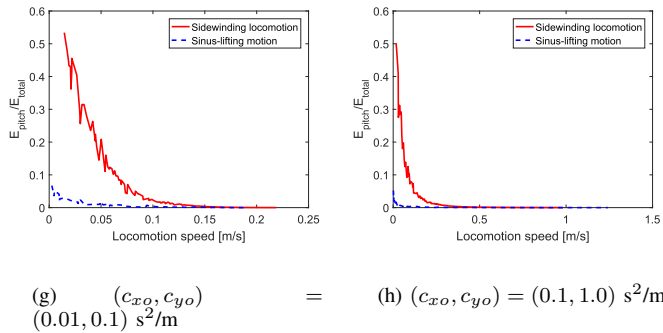 0.6
0.5
0.4
0.3
0.2
0.1
0
E_pitch/E_total
Sidewinding locomotion
Sinus-lifting motion
0 0.05 0.1 0.15 0.2 0.25
Locomotion speed [m/s]
0.6
0.5
0.4
0.3
0.2
0.1
0
E_pitch/E_total
Sidewinding locomotion
Sinus-lifting motion
0 0.5 1 1.5
Locomotion speed [m/s]
(g) (c_xo, c_yo) =
(0.01, 0.1) s²/m
(h) (c_xo, c_yo) = (0.1, 1.0) s²/m